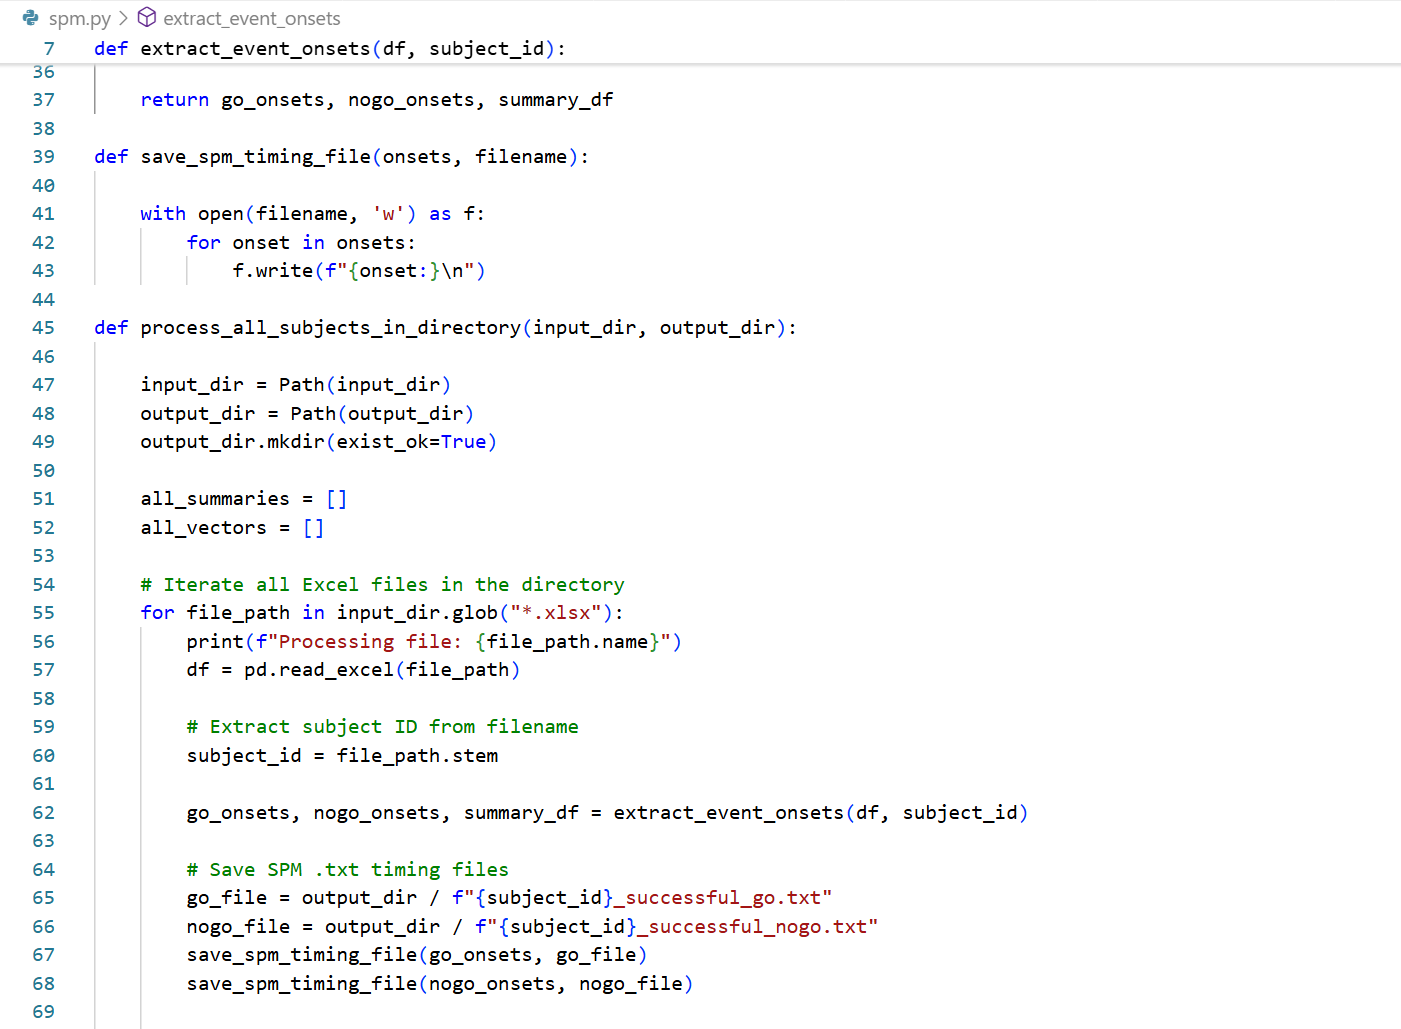 spm.py > extract_event_onsets
7 def extract_event_onsets(df, subject_id):
36
37     return go_onsets, nogo_onsets, summary_df
38
39 def save_spm_timing_file(onsets, filename):
40
41     with open(filename, 'w') as f:
42         for onset in onsets:
43             f.write(f"{onset:}\n")
44
45 def process_all_subjects_in_directory(input_dir, output_dir):
46
47     input_dir = Path(input_dir)
48     output_dir = Path(output_dir)
49     output_dir.mkdir(exist_ok=True)
50
51     all_summaries = []
52     all_vectors = []
53
54     # Iterate all Excel files in the directory
55     for file_path in input_dir.glob("*.xlsx"):
56         print(f"Processing file: {file_path.name}")
57         df = pd.read_excel(file_path)
58
59         # Extract subject ID from filename
60         subject_id = file_path.stem
61
62         go_onsets, nogo_onsets, summary_df = extract_event_onsets(df, subject_id)
63
64         # Save SPM .txt timing files
65         go_file = output_dir / f"{subject_id}_successful_go.txt"
66         nogo_file = output_dir / f"{subject_id}_successful_nogo.txt"
67         save_spm_timing_file(go_onsets, go_file)
68         save_spm_timing_file(nogo_onsets, nogo_file)
69